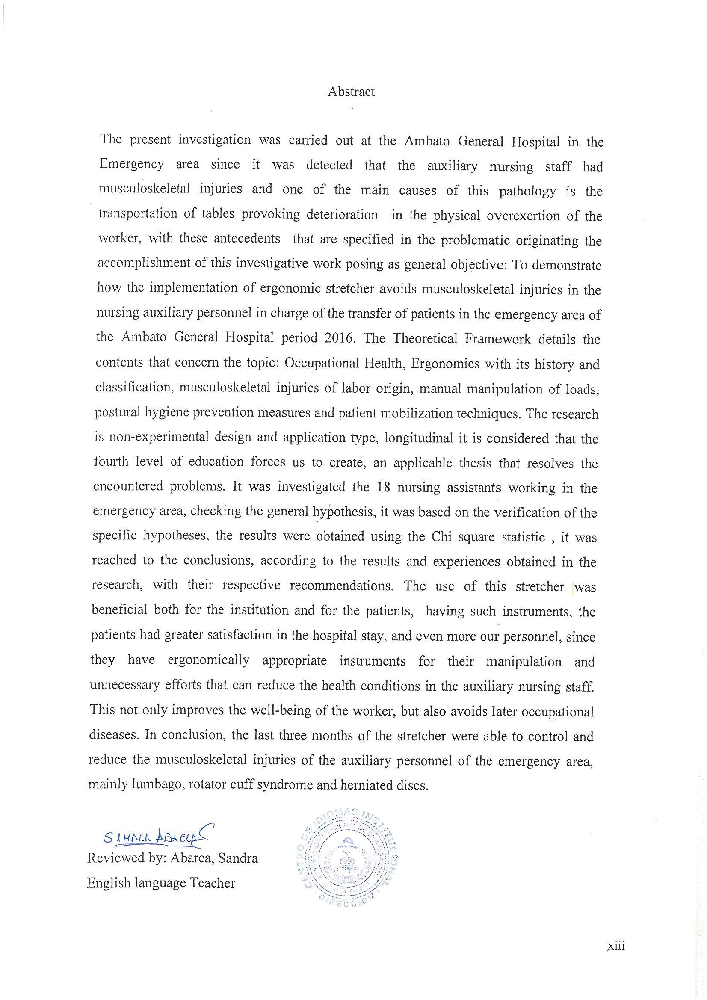 Abstract
The present investigation was carried out at the Ambato General Hospital in the
Emergency area since it was detected that the auxiliary nursing staff had
musculoskeletal injuries and one of the main causes of this pathology is the
transportation of tables provoking deterioration in the physical overexertion of the
worker, with these antecedents that are specified in the problematic originating the
accomplishment of this investigative work posing as general objective: To demonstrate
how the implementation of ergonomic stretcher avoids musculoskeletal injuries in the
nursing auxiliary personnel in charge of the transfer of patients in the emergency area of
the Ambato General Hospital period 2016. The Theoretical Framework details the
contents that concern the topic: Occupational Health, Ergonomics with its history and
classification, musculoskeletal injuries of labor origin, manual manipulation of loads,
postural hygiene prevention measures and patient mobilization techniques. The research
is non-experimental design and application type, longitudinal it is considered that the
fourth level of education forces us to create, an applicable thesis that resolves the
encountered problems. It was investigated the 18 nursing assistants working in the
emergency area, checking the general hypothesis, it was based on the verification of the
specific hypotheses, the results were obtained using the Chi square statistic , it was
reached to the conclusions, according to the results and experiences obtained in the
research, with their respective recommendations. The use of this stretcher was
beneficial both for the institution and for the patients, having such instruments, the
patients had greater satisfaction in the hospital stay, and even more our personnel, since
they have ergonomically appropriate instruments for their manipulation and
unnecessary efforts that can reduce the health conditions in the auxiliary nursing staff.
This not only improves the well-being of the worker, but also avoids later occupational
diseases. In conclusion, the last three months of the stretcher were able to control and
reduce the musculoskeletal injuries of the auxiliary personnel of the emergency area,
mainly lumbago, rotator cuff syndrome and herniated discs.
CENTRO DE IDIOMAS INSTITUCIONAL
NACIONAL DE CHIMBORAZO
DIRECCION
Reviewed by: Abarca, Sandra
English language Teacher
xiii